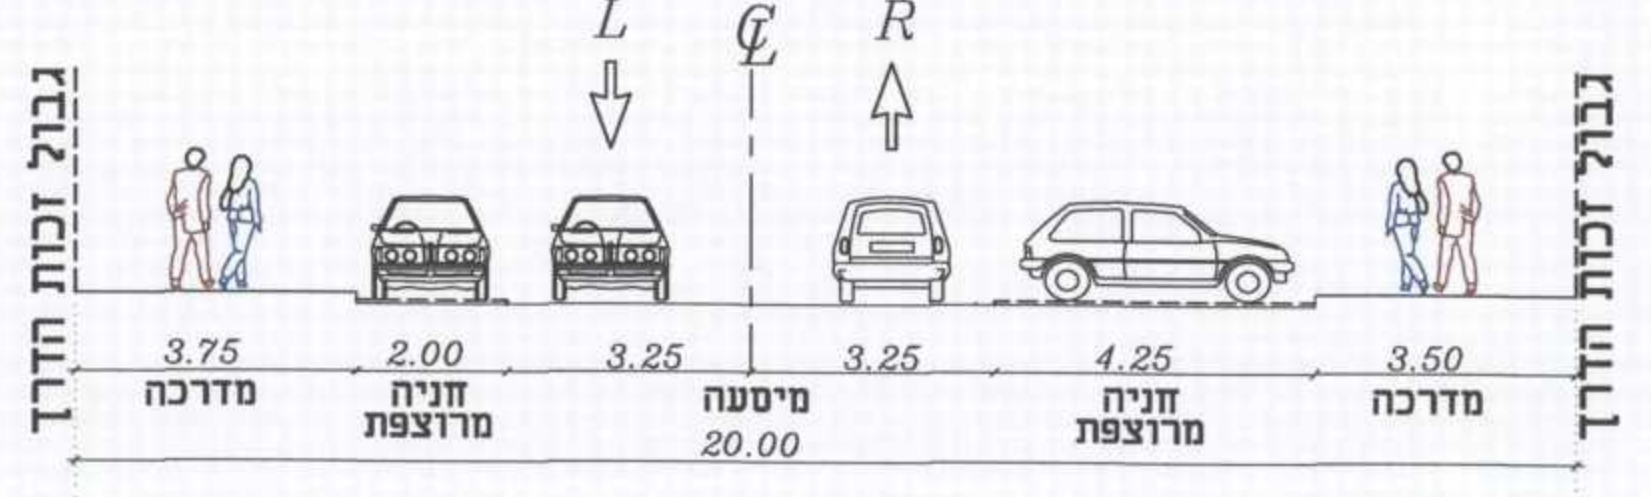 L ℄ R
גבול זכות הדרך
גבול זכות הדרך
3.75 2.00 3.25 3.25 4.25 3.50
מדרכה חניה מרוצפת מיסעה חניה מרוצפת מדרכה
20.00